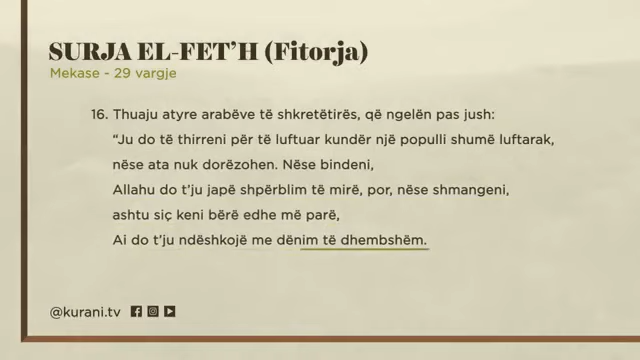 SURJA EL-FET’H (Fitorja)
Mekase - 29 vargje
16. Thuaju atyre arabëve të shkretëtirës, që ngelën pas jush:
“Ju do të thirreni për të luftuar kundër një populli shumë luftarak,
nëse ata nuk dorëzohen. Nëse bindeni,
Allahu do t’ju japë shpërblim të mirë, por, nëse shmangeni,
ashtu siç keni bërë edhe më parë,
Ai do t’ju ndëshkojë me dënim të dhembshëm.
@kurani.tv